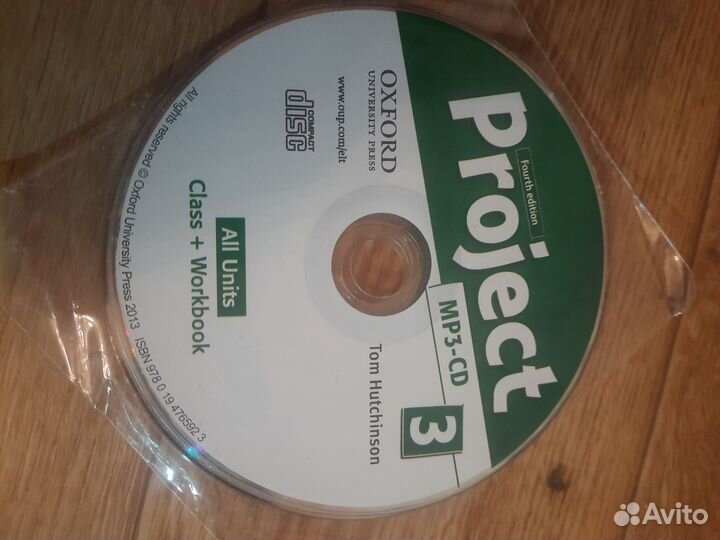 Project
Fourth edition
MP3-CD
3
OXFORD
UNIVERSITY PRESS
www.oup.com/elt
COMPACT
disc
Tom Hutchinson
All Units
Class + Workbook
All rights reserved © Oxford University Press 2013 ISBN 978 0 19 476592 3
Avito